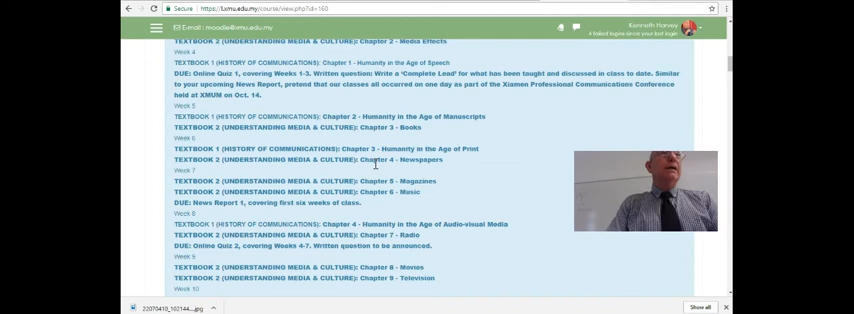 Secure
https://l.xmu.edu.my/course/view.php?id=160
E-mail : moodle@xmu.edu.my
Kenneth Harvey
4 failed logins since your last login
TEXTBOOK 2 (UNDERSTANDING MEDIA & CULTURE): Chapter 2 - Media Effects
Week 4
TEXTBOOK 1 (HISTORY OF COMMUNICATIONS): Chapter 1 - Humanity in the Age of Speech
DUE: Online Quiz 1, covering Weeks 1-3. Written question: Write a 'Complete Lead' for what has been taught and discussed in class to date. Similar
to your upcoming News Report, pretend that our classes all occurred on one day as part of the Xiamen Professional Communications Conference
held at XMUM on Oct. 14.
Week 5
TEXTBOOK 1 (HISTORY OF COMMUNICATIONS): Chapter 2 - Humanity in the Age of Manuscripts
TEXTBOOK 2 (UNDERSTANDING MEDIA & CULTURE): Chapter 3 - Books
Week 6
TEXTBOOK 1 (HISTORY OF COMMUNICATIONS): Chapter 3 - Humanity in the Age of Print
TEXTBOOK 2 (UNDERSTANDING MEDIA & CULTURE): Chapter 4 - Newspapers
Week 7
TEXTBOOK 2 (UNDERSTANDING MEDIA & CULTURE): Chapter 5 - Magazines
TEXTBOOK 2 (UNDERSTANDING MEDIA & CULTURE): Chapter 6 - Music
DUE: News Report 1, covering first six weeks of class.
Week 8
TEXTBOOK 1 (HISTORY OF COMMUNICATIONS): Chapter 4 - Humanity in the Age of Audio-visual Media
TEXTBOOK 2 (UNDERSTANDING MEDIA & CULTURE): Chapter 7 - Radio
DUE: Online Quiz 2, covering Weeks 4-7. Written question to be announced.
Week 9
TEXTBOOK 2 (UNDERSTANDING MEDIA & CULTURE): Chapter 8 - Movies
TEXTBOOK 2 (UNDERSTANDING MEDIA & CULTURE): Chapter 9 - Television
Week 10
22070410_102144....jpg
Show all